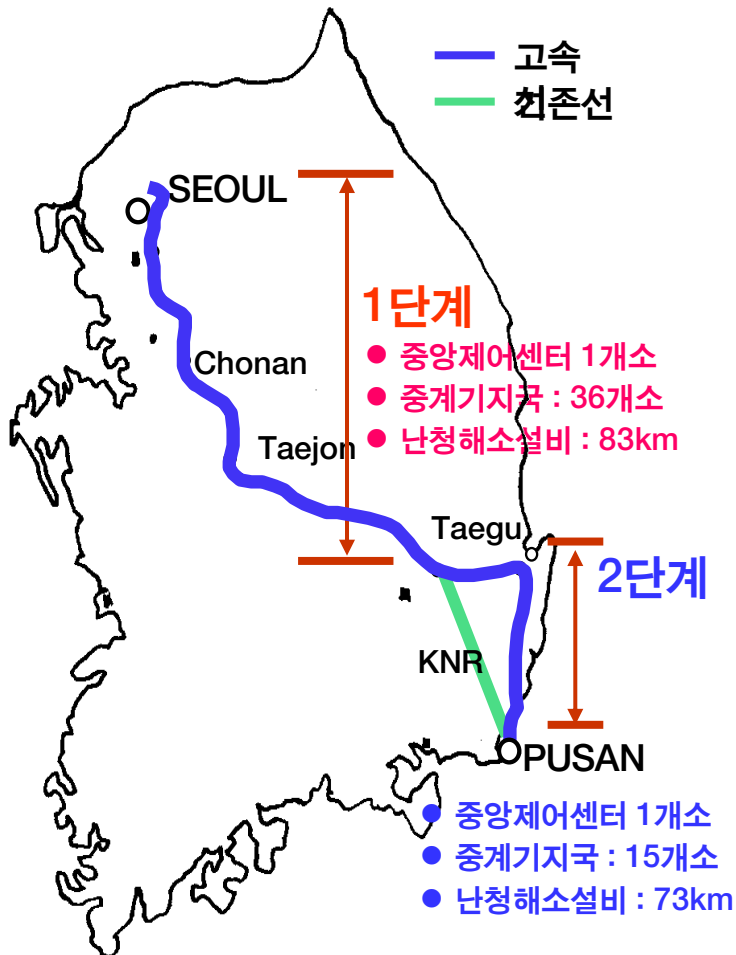 고속
기존선
SEOUL
1단계
● 중앙제어센터 1개소
● 중계기지국 : 36개소
● 난청해소설비 : 83km
Chonan
Taejon
Taegu
2단계
KNR
PUSAN
● 중앙제어센터 1개소
● 중계기지국 : 15개소
● 난청해소설비 : 73km